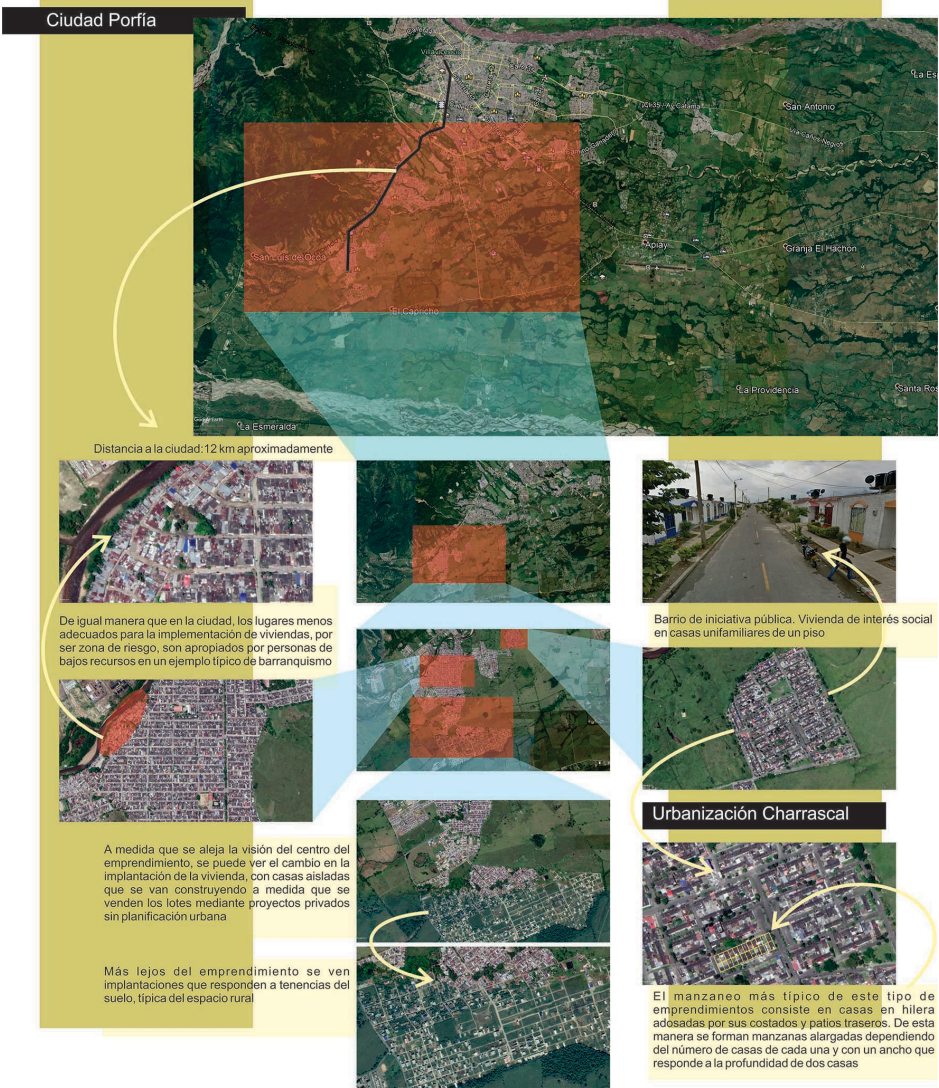 Ciudad Porfía
Villavicencio
La Es
San Antonio
Apiay
Granja El Hachon
San Luis de Ocoa
El Capricho
La Providencia
Santa Ros
Google Earth
La Esmeralda
Distancia a la ciudad:12 km aproximadamente
De igual manera que en la ciudad, los lugares menos
adecuados para la implementación de viviendas, por
ser zona de riesgo, son apropiados por personas de
bajos recursos en un ejemplo típico de barranquismo
Barrio de iniciativa pública. Vivienda de interés social
en casas unifamiliares de un piso
Urbanización Charrascal
A medida que se aleja la visión del centro del
emprendimiento, se puede ver el cambio en la
implantación de la vivienda, con casas aisladas
que se van construyendo a medida que se
venden los lotes mediante proyectos privados
sin planificación urbana
Más lejos del emprendimiento se ven
implantaciones que responden a tenencias del
suelo, típica del espacio rural
El manzaneo más típico de este tipo de
emprendimientos consiste en casas en hilera
adosadas por sus costados y patios traseros. De esta
manera se forman manzanas alargadas dependiendo
del número de casas de cada una y con un ancho que
responde a la profundidad de dos casas